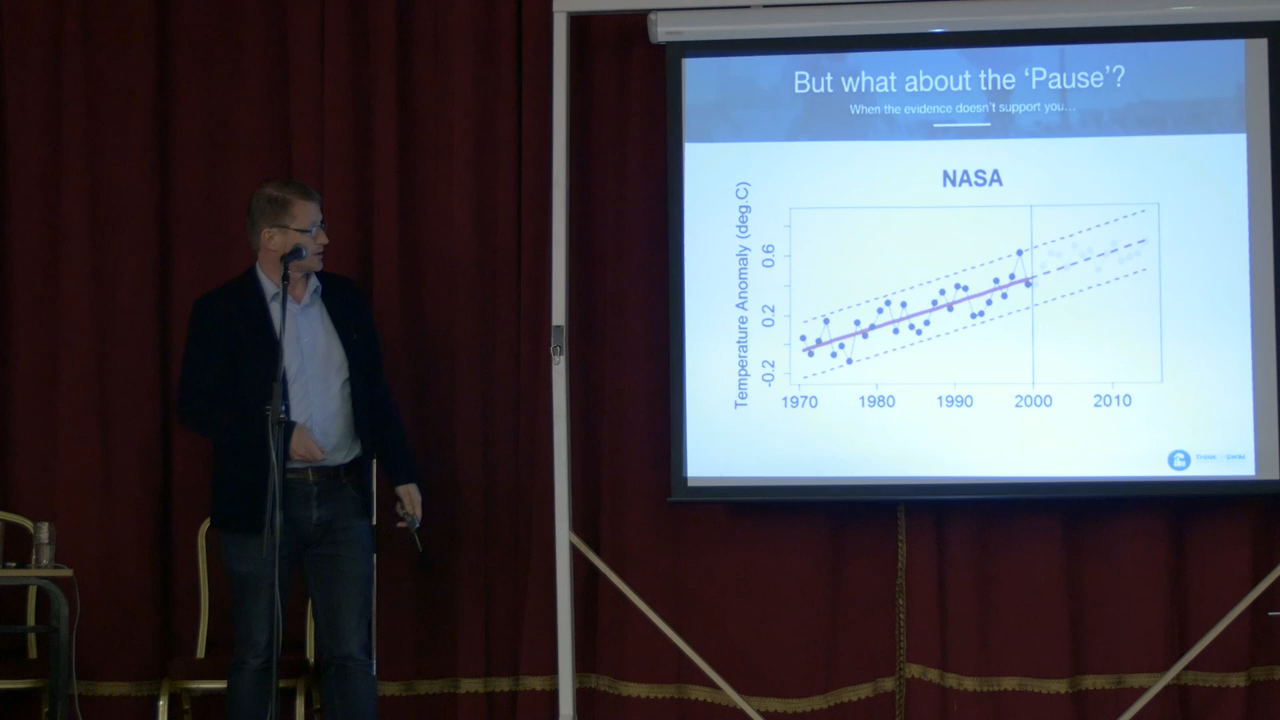 But what about the 'Pause'?
When the evidence doesn't support you...
NASA
Temperature Anomaly (deg.C)
0.6
0.2
-0.2
1970 1980 1990 2000 2010